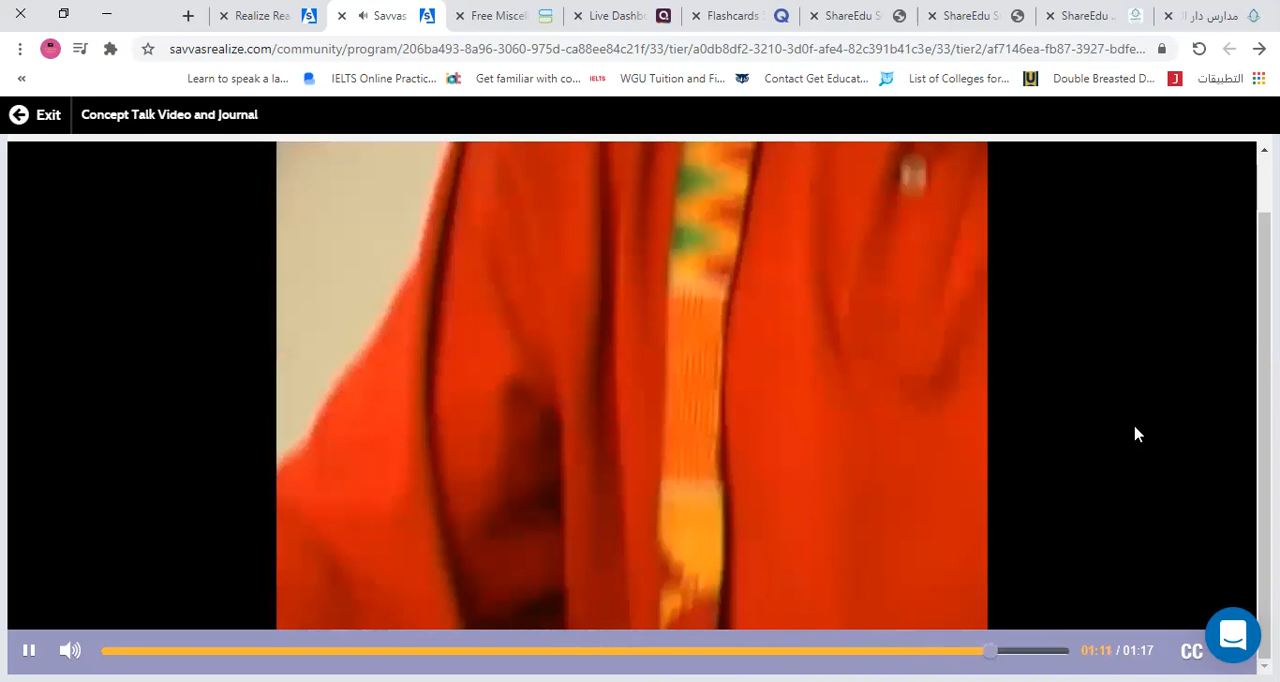 Realize Rea
Savvas
Free Miscel
Live Dashbo
Flashcards
ShareEdu S
ShareEdu S
ShareEdu ..
مدارس دار ال
savvasrealize.com/community/program/206ba493-8a96-3060-975d-ca88ee84c21f/33/tier/a0db8df2-3210-3d0f-afe4-82c391b41c3e/33/tier2/af7146ea-fb87-3927-bdfe...
«
Learn to speak a la...
IELTS Online Practic...
Get familiar with co...
IELTS
WGU Tuition and Fi...
Contact Get Educat...
List of Colleges for...
Double Breasted D...
J
التطبيقات
Exit
Concept Talk Video and Journal
01:11 / 01:17
CC